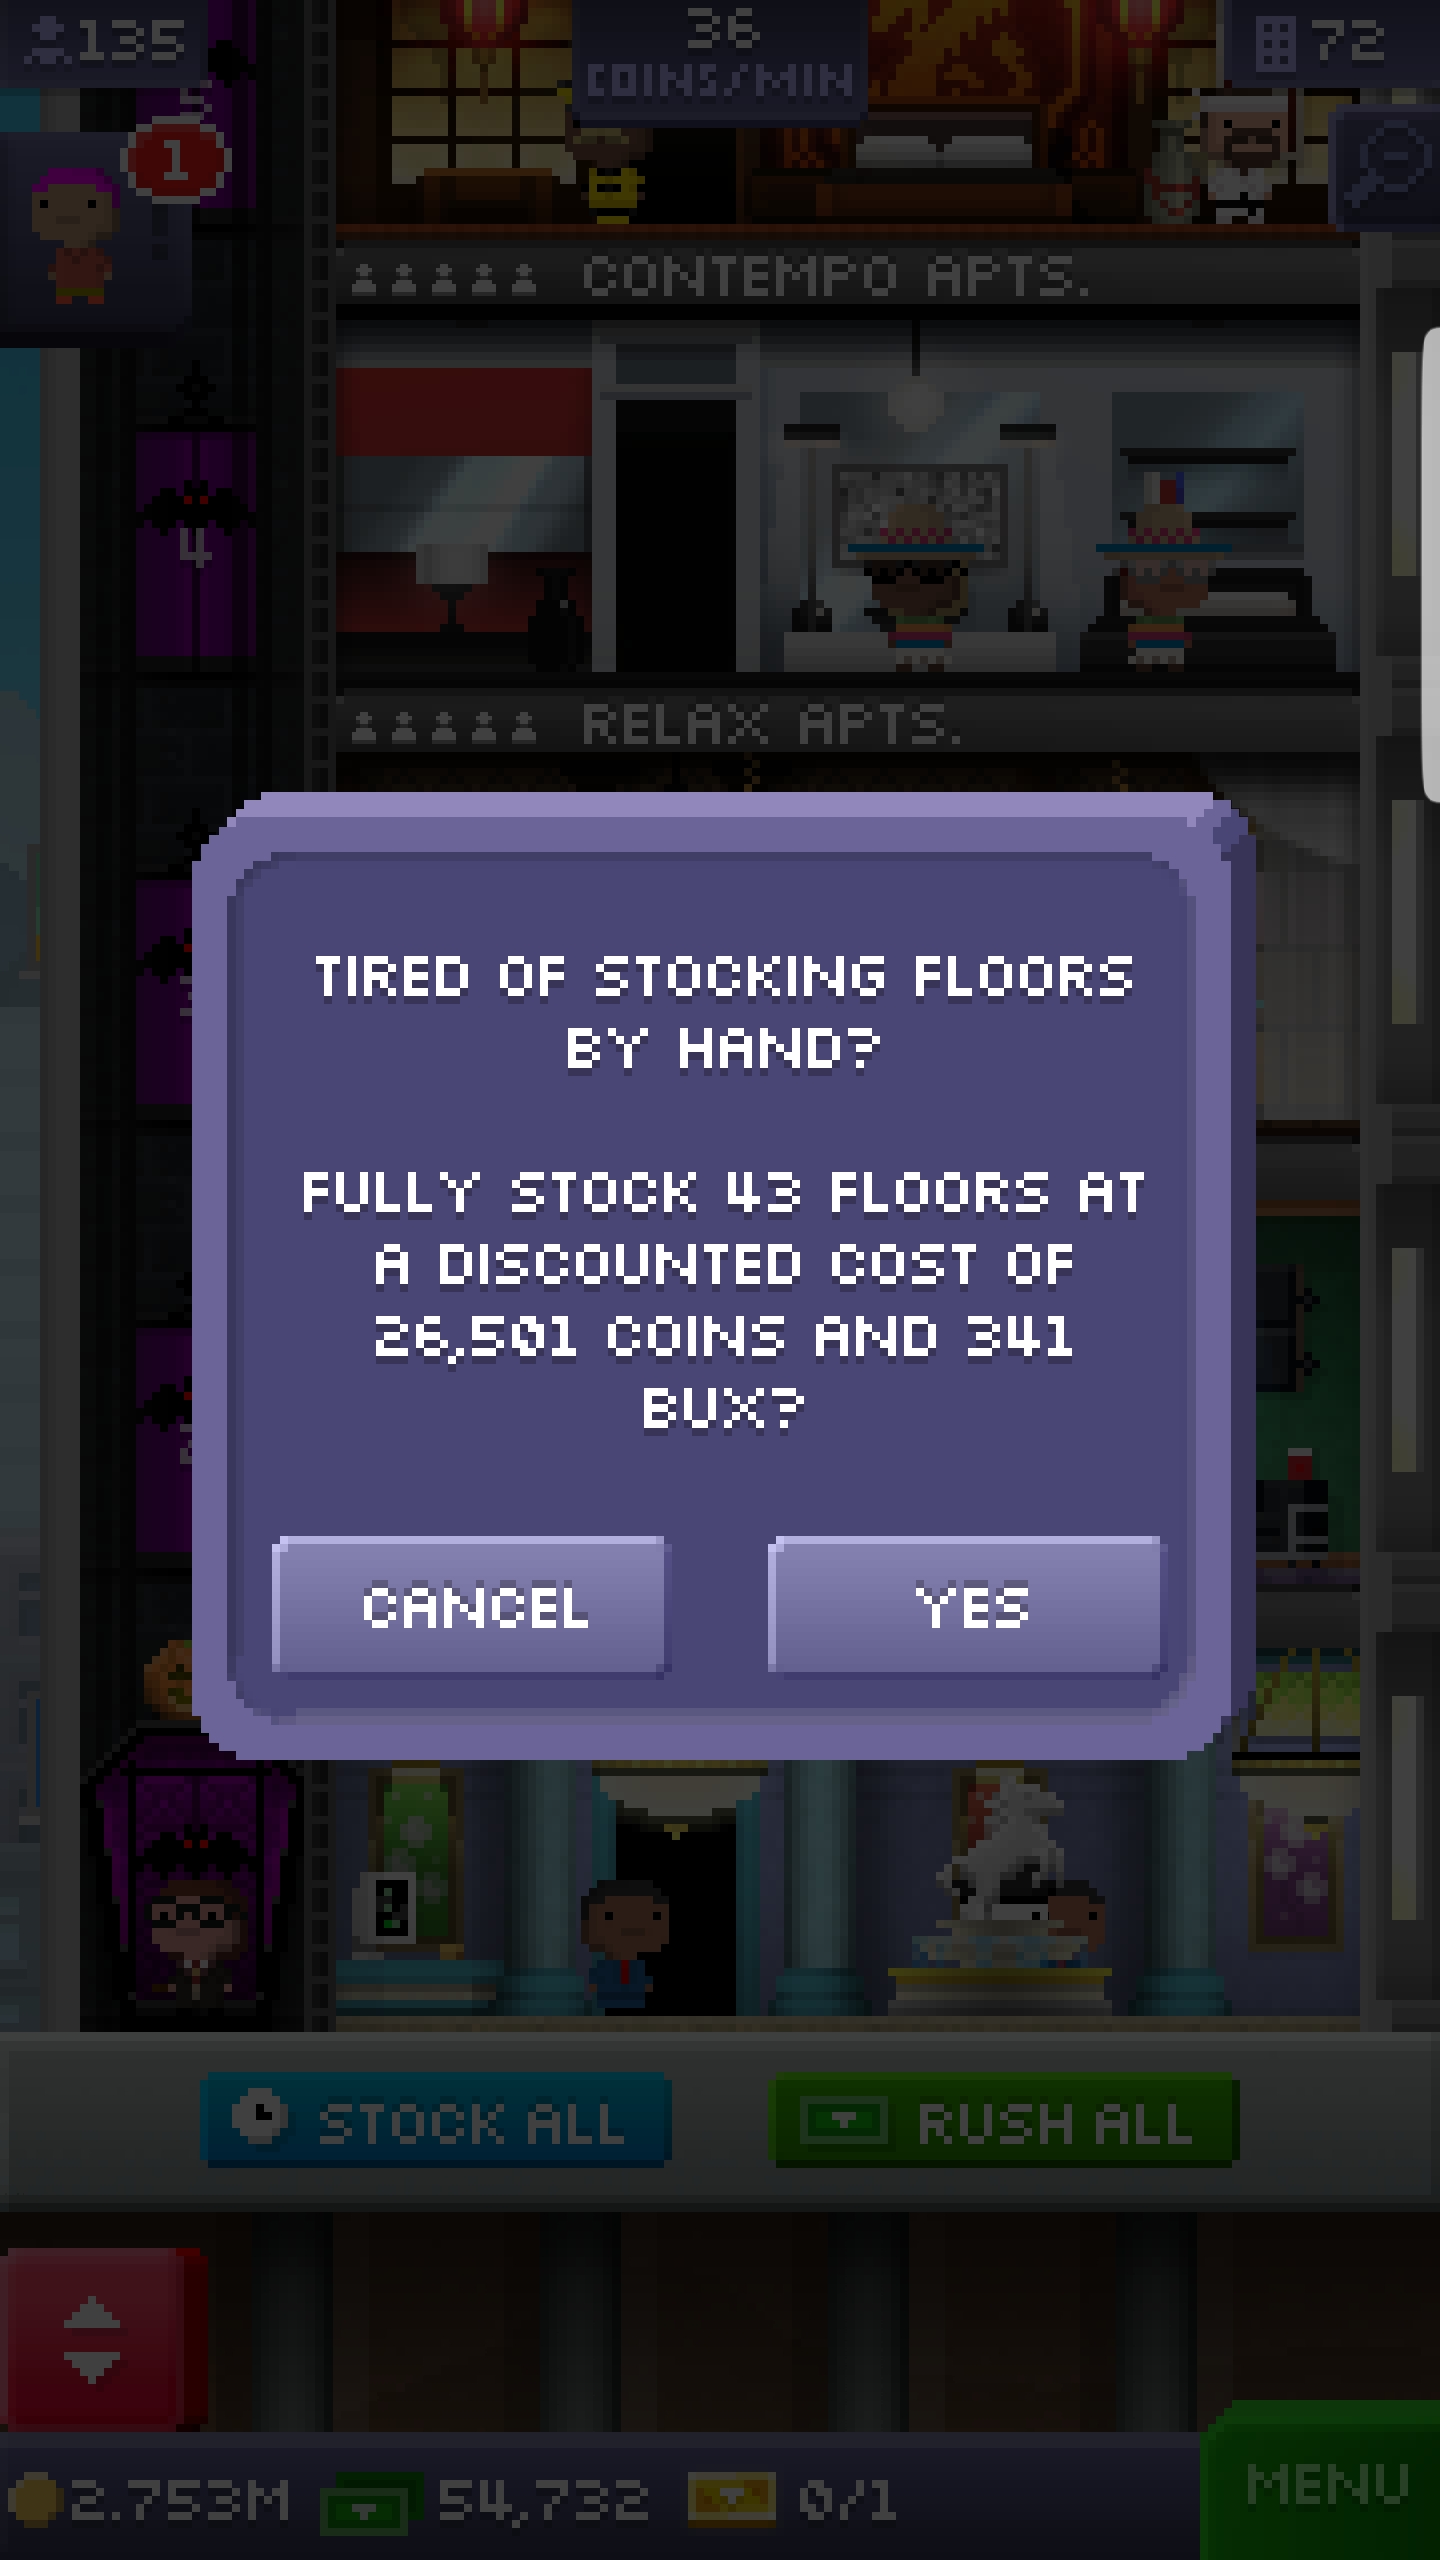 135
36
COINS/MIN
72
1
5
CONTEMPO APTS.
4
RELAX APTS.
TIRED OF STOCKING FLOORS
BY HAND?
FULLY STOCK 43 FLOORS AT
A DISCOUNTED COST OF
26,501 COINS AND 341
BUX?
CANCEL
YES
STOCK ALL
RUSH ALL
2.753M
54,732
0/1
MENU